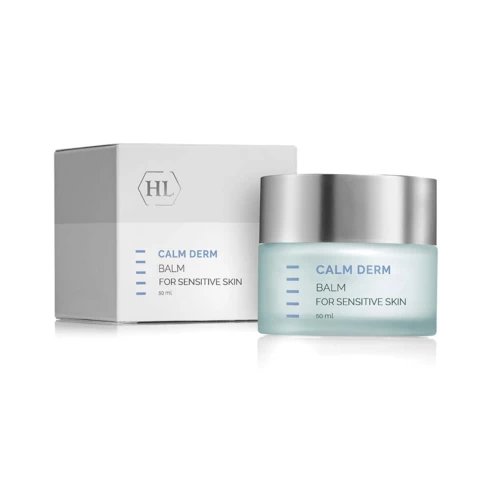 HL
CALM DERM
BALM
FOR SENSITIVE SKIN
50 ml
CALM DERM
BALM
FOR SENSITIVE SKIN
50 ml